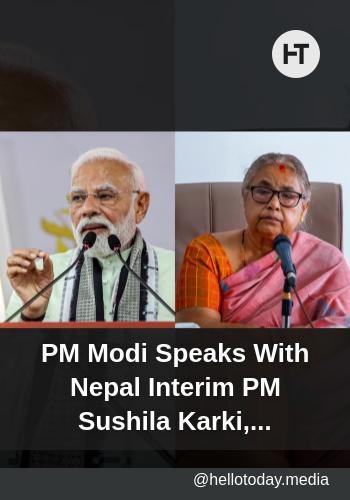 HT
PM Modi Speaks With
Nepal Interim PM
Sushila Karki,...
@hellotoday.media